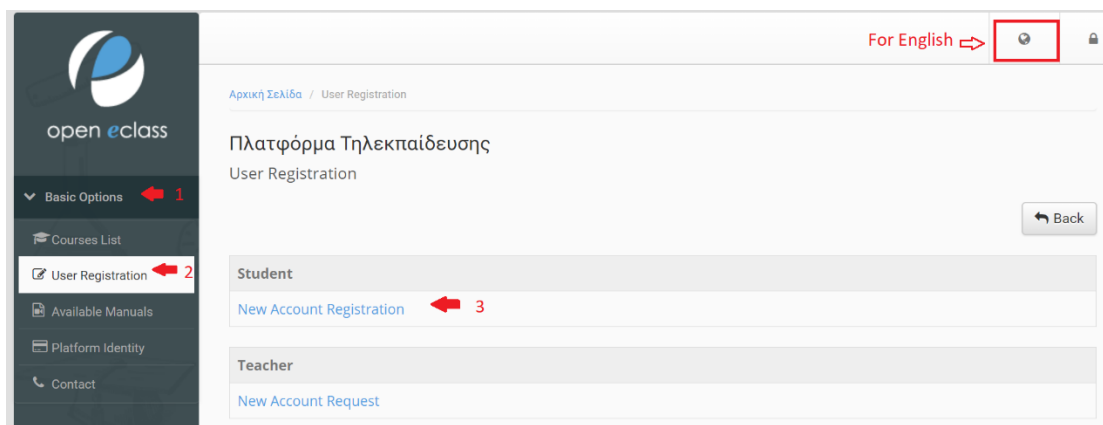 For English
Αρχική Σελίδα / User Registration
open eclass
Πλατφόρμα Τηλεκπαίδευσης
User Registration
Basic Options 1
Back
Courses List
User Registration 2
Student
Available Manuals
New Account Registration 3
Platform Identity
Teacher
Contact
New Account Request